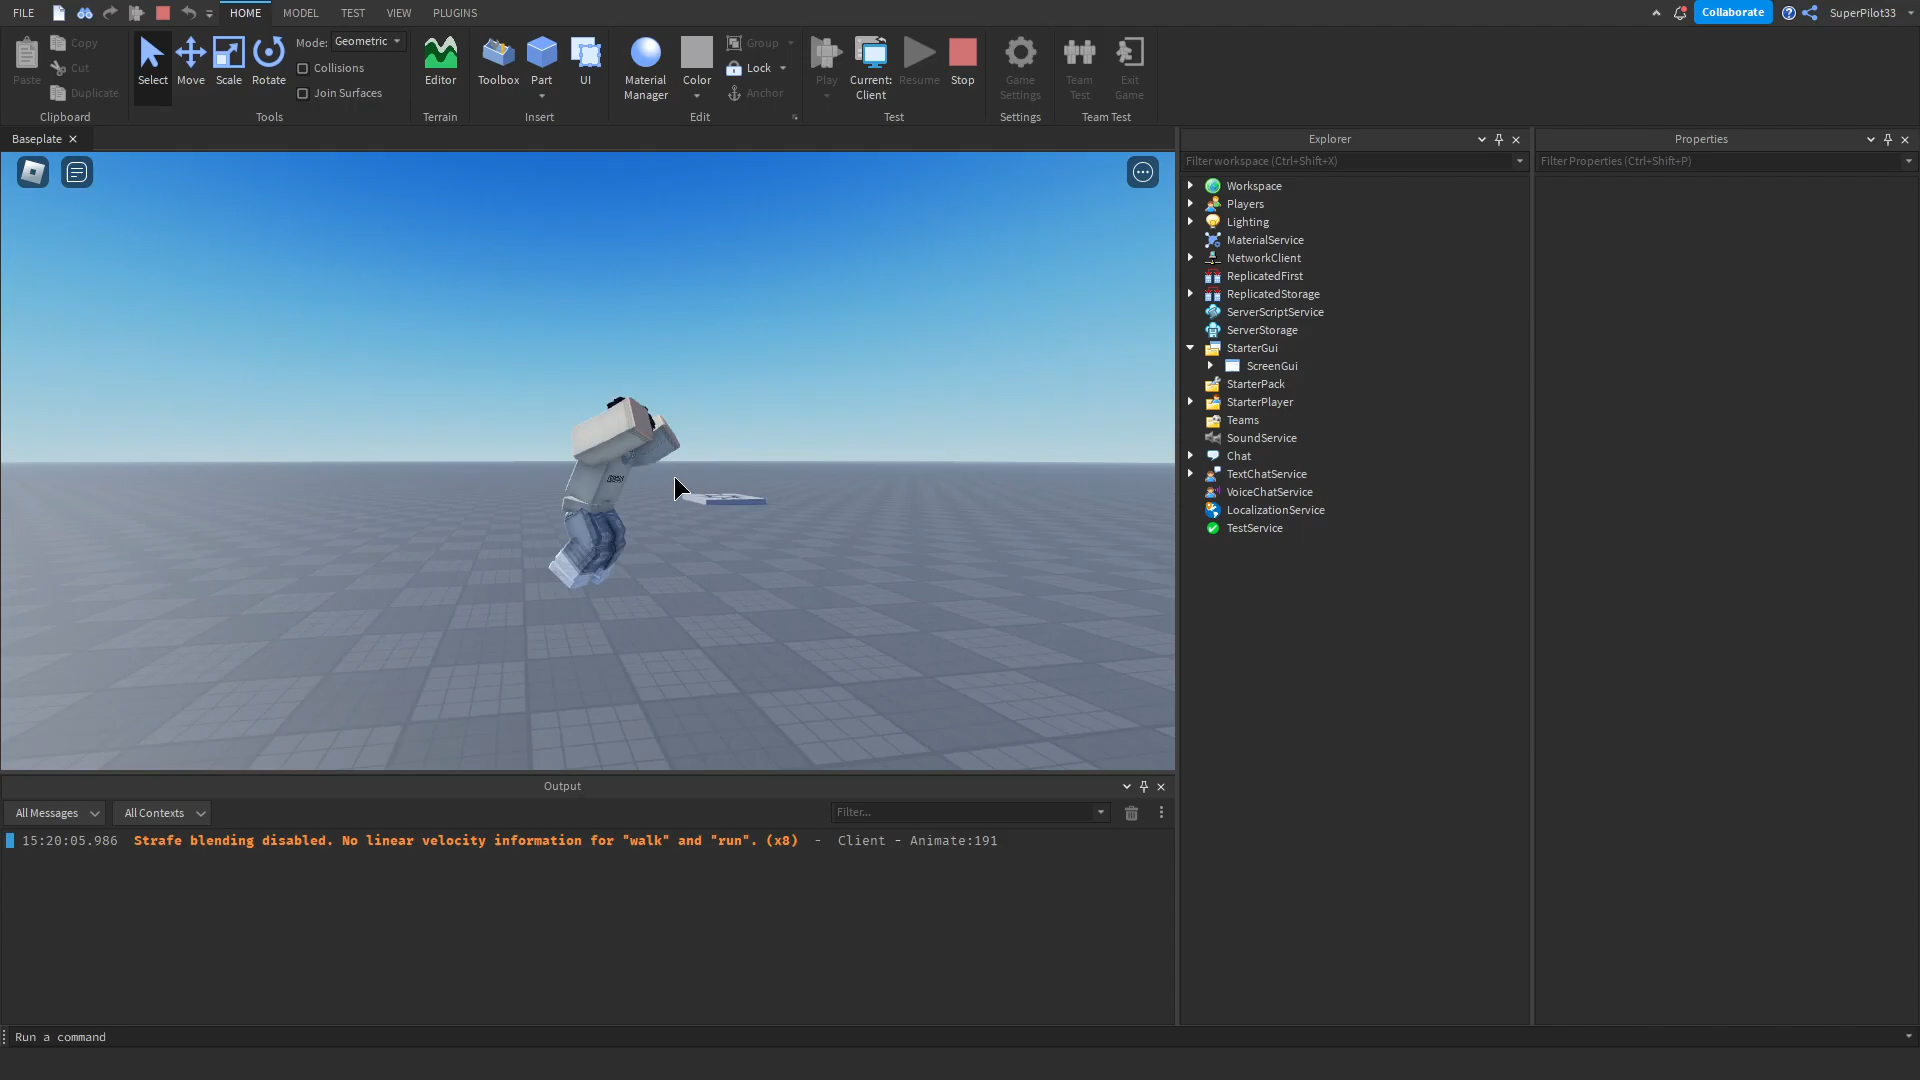 FILE HOME MODEL TEST VIEW PLUGINS Collaborate SuperPilot33
Paste Copy Cut Duplicate Clipboard
Select Move Scale Rotate Mode: Geometric Collisions Join Surfaces Tools
Editor Terrain
Toolbox Part UI Insert
Material Manager Color Group Lock Anchor Edit
Play Current: Client Resume Stop Test
Game Settings Settings
Team Test Exit Game Team Test
Baseplate
Explorer
Filter workspace (Ctrl+Shift+X)
Workspace
Players
Lighting
MaterialService
NetworkClient
ReplicatedFirst
ReplicatedStorage
ServerScriptService
ServerStorage
StarterGui
ScreenGui
StarterPack
StarterPlayer
Teams
SoundService
Chat
TextChatService
VoiceChatService
LocalizationService
TestService
Properties
Filter Properties (Ctrl+Shift+P)
Output
All Messages All Contexts Filter...
15:20:05.986 Strafe blending disabled. No linear velocity information for "walk" and "run". (x8) - Client - Animate:191
Run a command